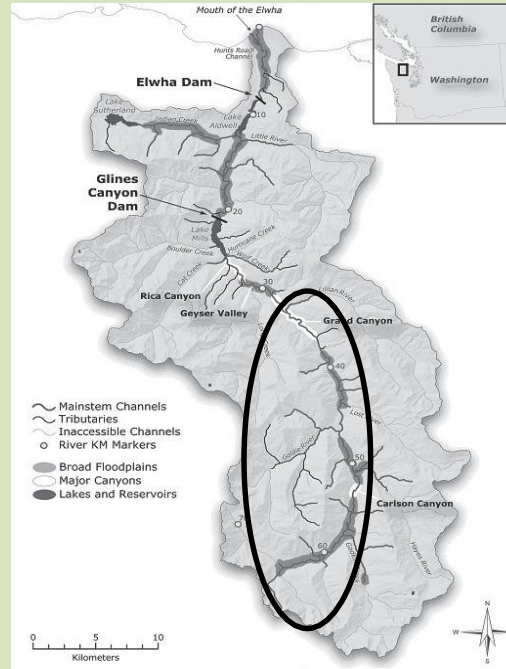 Mouth of the Elwha
Hunts Road
Channel
British
Columbia
Washington
Elwha Dam
Lake
Sutherland
Indian Creek
Lake
Aldwell
10
Little River
Glines
Canyon
Dam
20
Lake
Mills
Hurricane Creek
Boulder Creek
Wolf Creek
Cat Creek
Rica Canyon
30
Lillian River
Geyser Valley
Grand Canyon
40
Lost River
Goldie River
50
Carlson Canyon
60
Hayes River
Mainstem Channels
Tributaries
Inaccessible Channels
River KM Markers
Broad Floodplains
Major Canyons
Lakes and Reservoirs
0 5 10
Kilometers
N
W
E
S